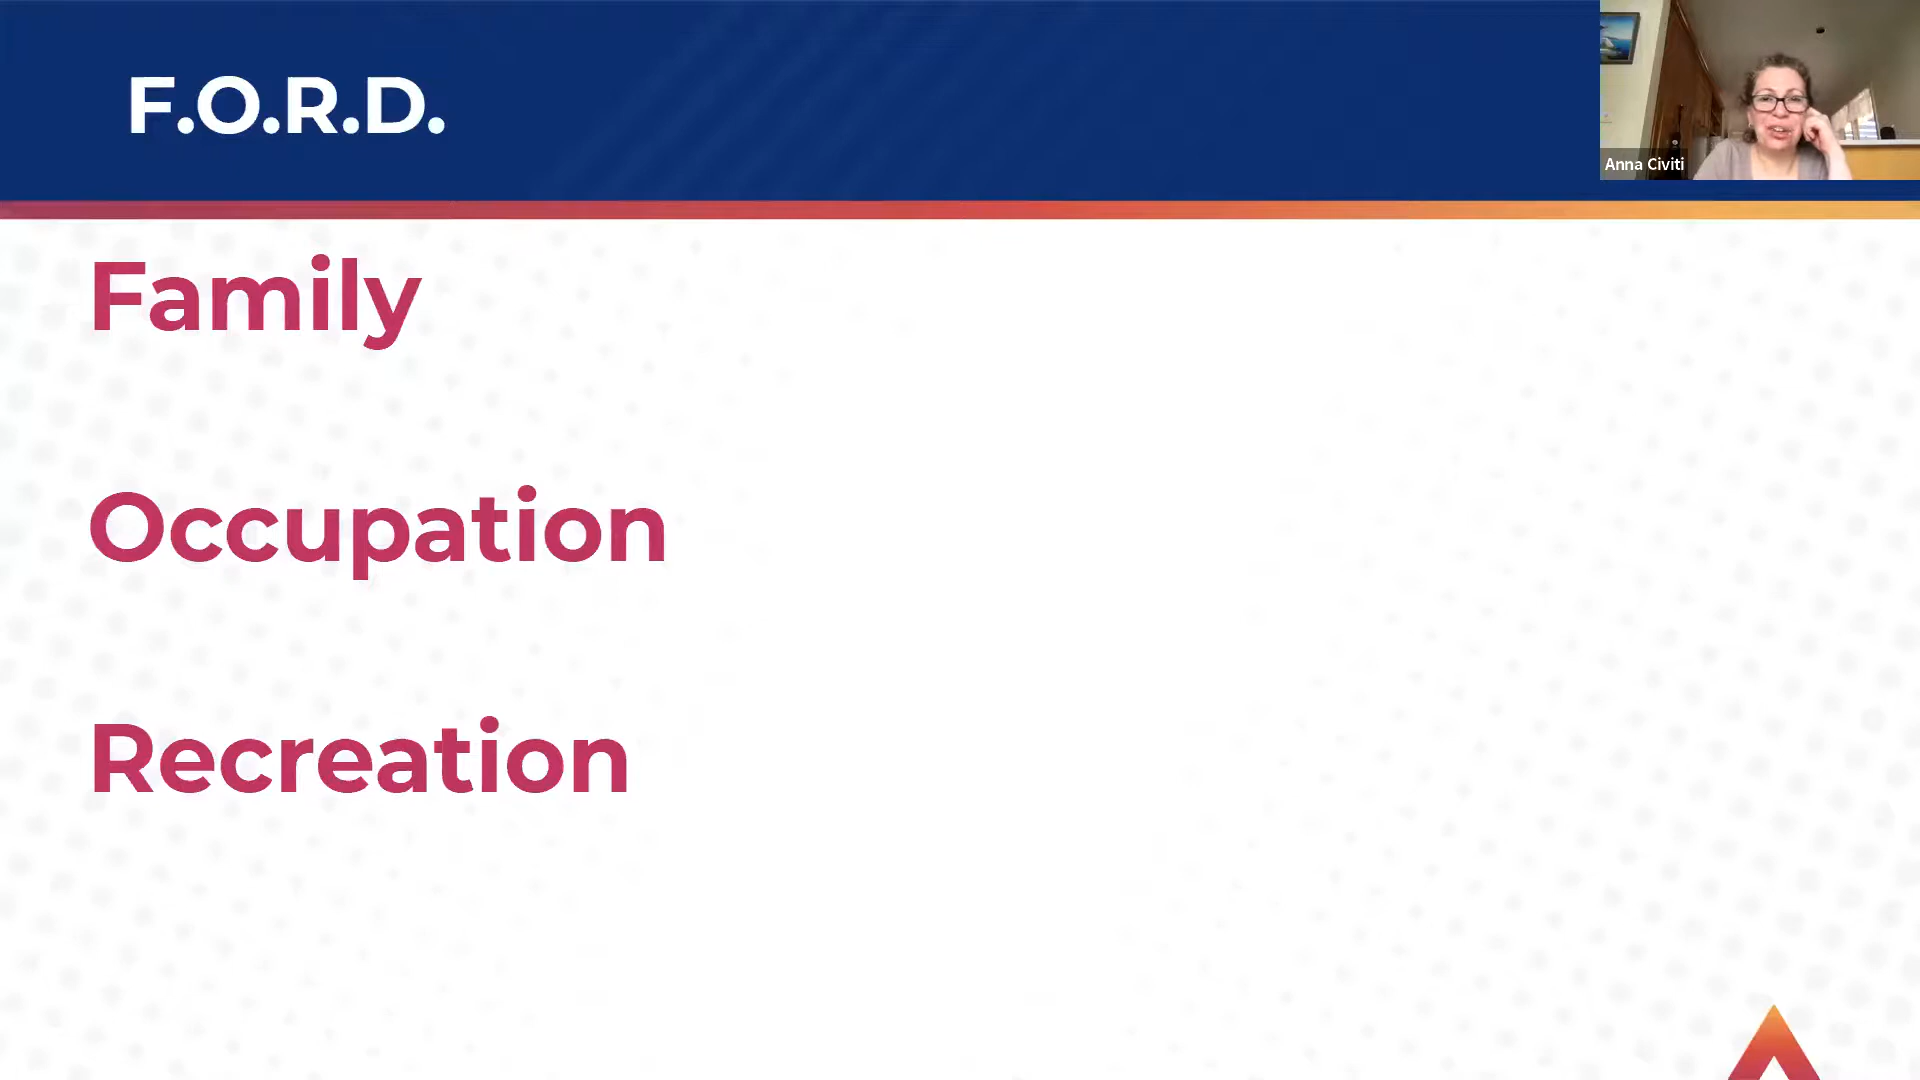 F.O.R.D.
Anna Civiti
Family
Occupation
Recreation